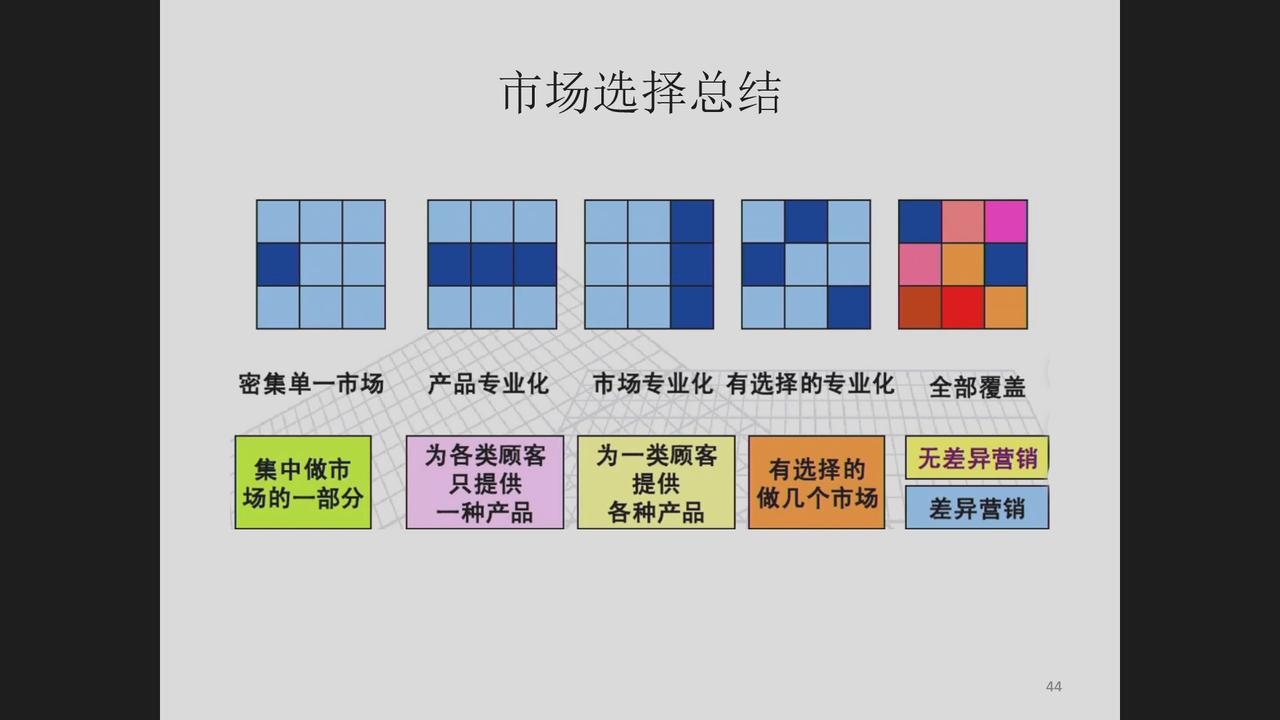 市场选择总结
密集单一市场
产品专业化
市场专业化
有选择的专业化
全部覆盖
集中做市
场的一部分
为各类顾客
只提供
一种产品
为一类顾客
提供
各种产品
有选择的
做几个市场
无差异营销
差异营销
44